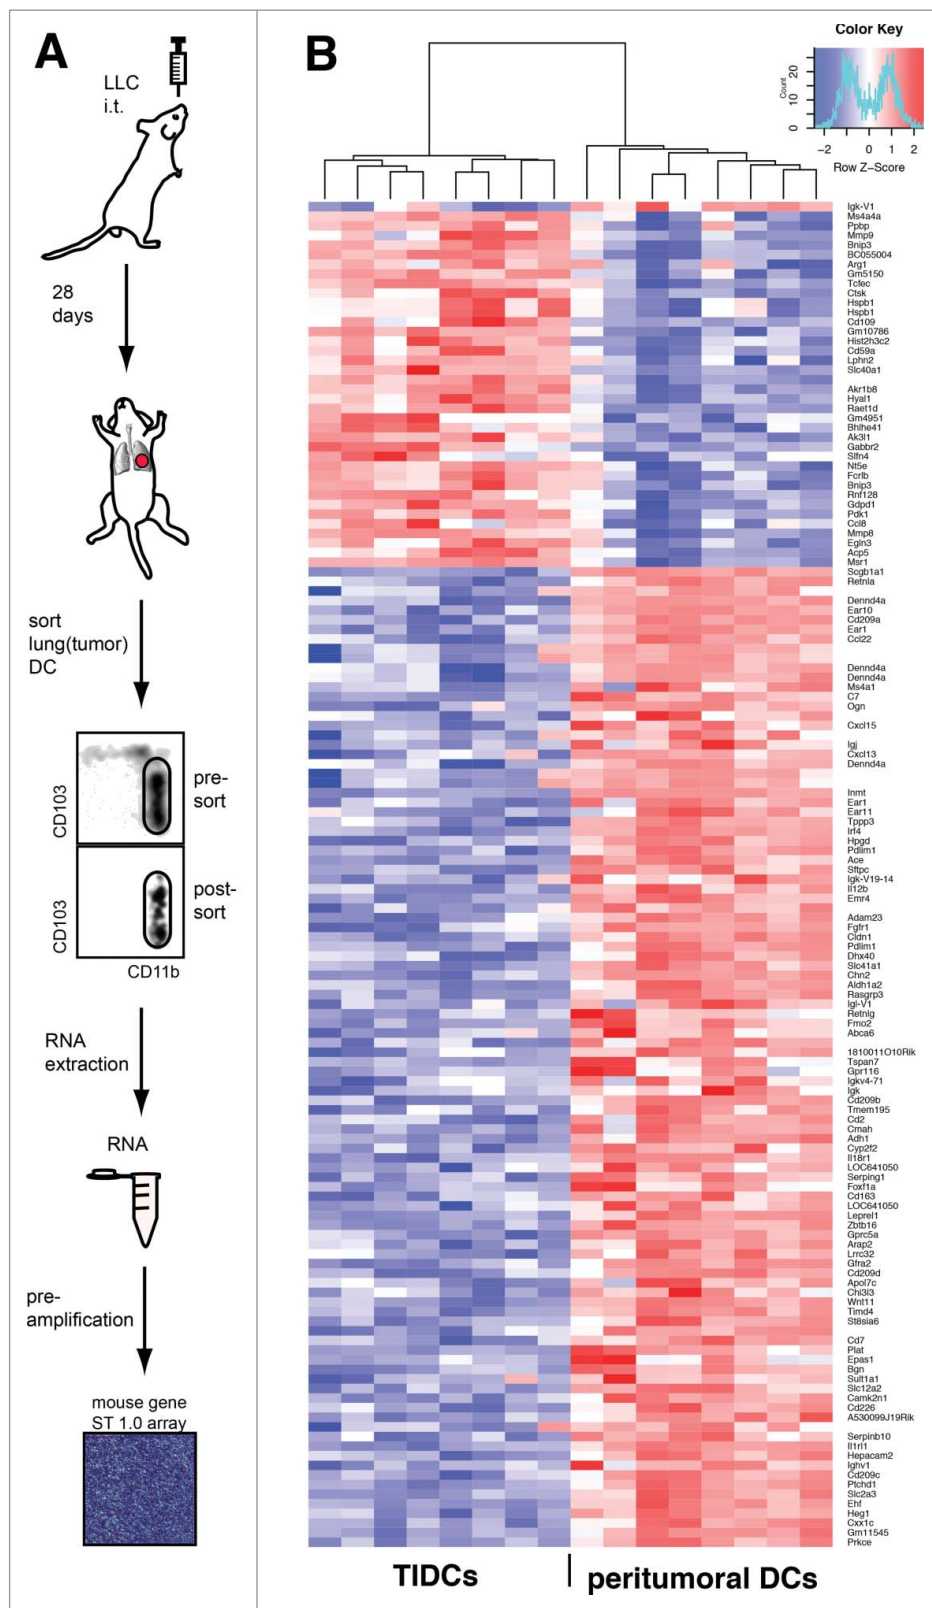 A
LLC
i.t.
28
days
sort
lung(tumor)
DC
CD103
pre-
sort
CD103
post-
sort
CD11b
RNA
extraction
RNA
pre-
amplification
mouse gene
ST 1.0 array
B
Color Key
Count
0 10 20
−2 −1 0 1 2
Row Z−Score
Igk-V1
Ms4a4a
Ppbp
Mmp9
Bnip3
BC055004
Arg1
Gm5150
Tcfec
Ctsk
Hspb1
Hspb1
Cd109
Gm10786
Hist2h3c2
Cd59a
Lphn2
Slc40a1
Akr1b8
Hyal1
Raet1d
Gm4951
Bhlhe41
Ak3l1
Gabbr2
Slfn4
Nt5e
Fcrlb
Bnip3
Rnf128
Gdpd1
Pdk1
Ccl8
Mmp8
Egln3
Acp5
Msr1
Scgb1a1
Retnla
Dennd4a
Ear10
Cd209a
Ear1
Ccl22
Dennd4a
Dennd4a
Ms4a1
C7
Ogn
Cxcl15
Igj
Cxcl13
Dennd4a
Inmt
Ear1
Ear11
Tppp3
Irf4
Hpgd
Pdlim1
Ace
Sftpc
Igk-V19-14
Il12b
Emr4
Adam23
Fgfr1
Cldn1
Pdlim1
Dhx40
Slc41a1
Chn2
Aldh1a2
Rasgrp3
Igl-V1
Retnlg
Fmo2
Abca6
1810011O10Rik
Tspan7
Gpr116
Igkv4-71
Igk
Cd209b
Tmem195
Cd2
Cmah
Adh1
Cyp2f2
Il18r1
LOC641050
Serping1
Foxf1a
Cd163
LOC641050
Leprel1
Zbtb16
Gprc5a
Arap2
Lrrc32
Gfra2
Cd209d
Apol7c
Chl3l3
Wnt11
Timd4
St8sia6
Cd7
Plat
Epas1
Bgn
Sult1a1
Slc12a2
Camk2n1
Cd226
A530099J19Rik
Serpinb10
Il1rl1
Hepacam2
Ighv1
Cd209c
Ptchd1
Slc2a3
Ehf
Heg1
Cxx1c
Gm11545
Prkce
TIDCs | peritumoral DCs